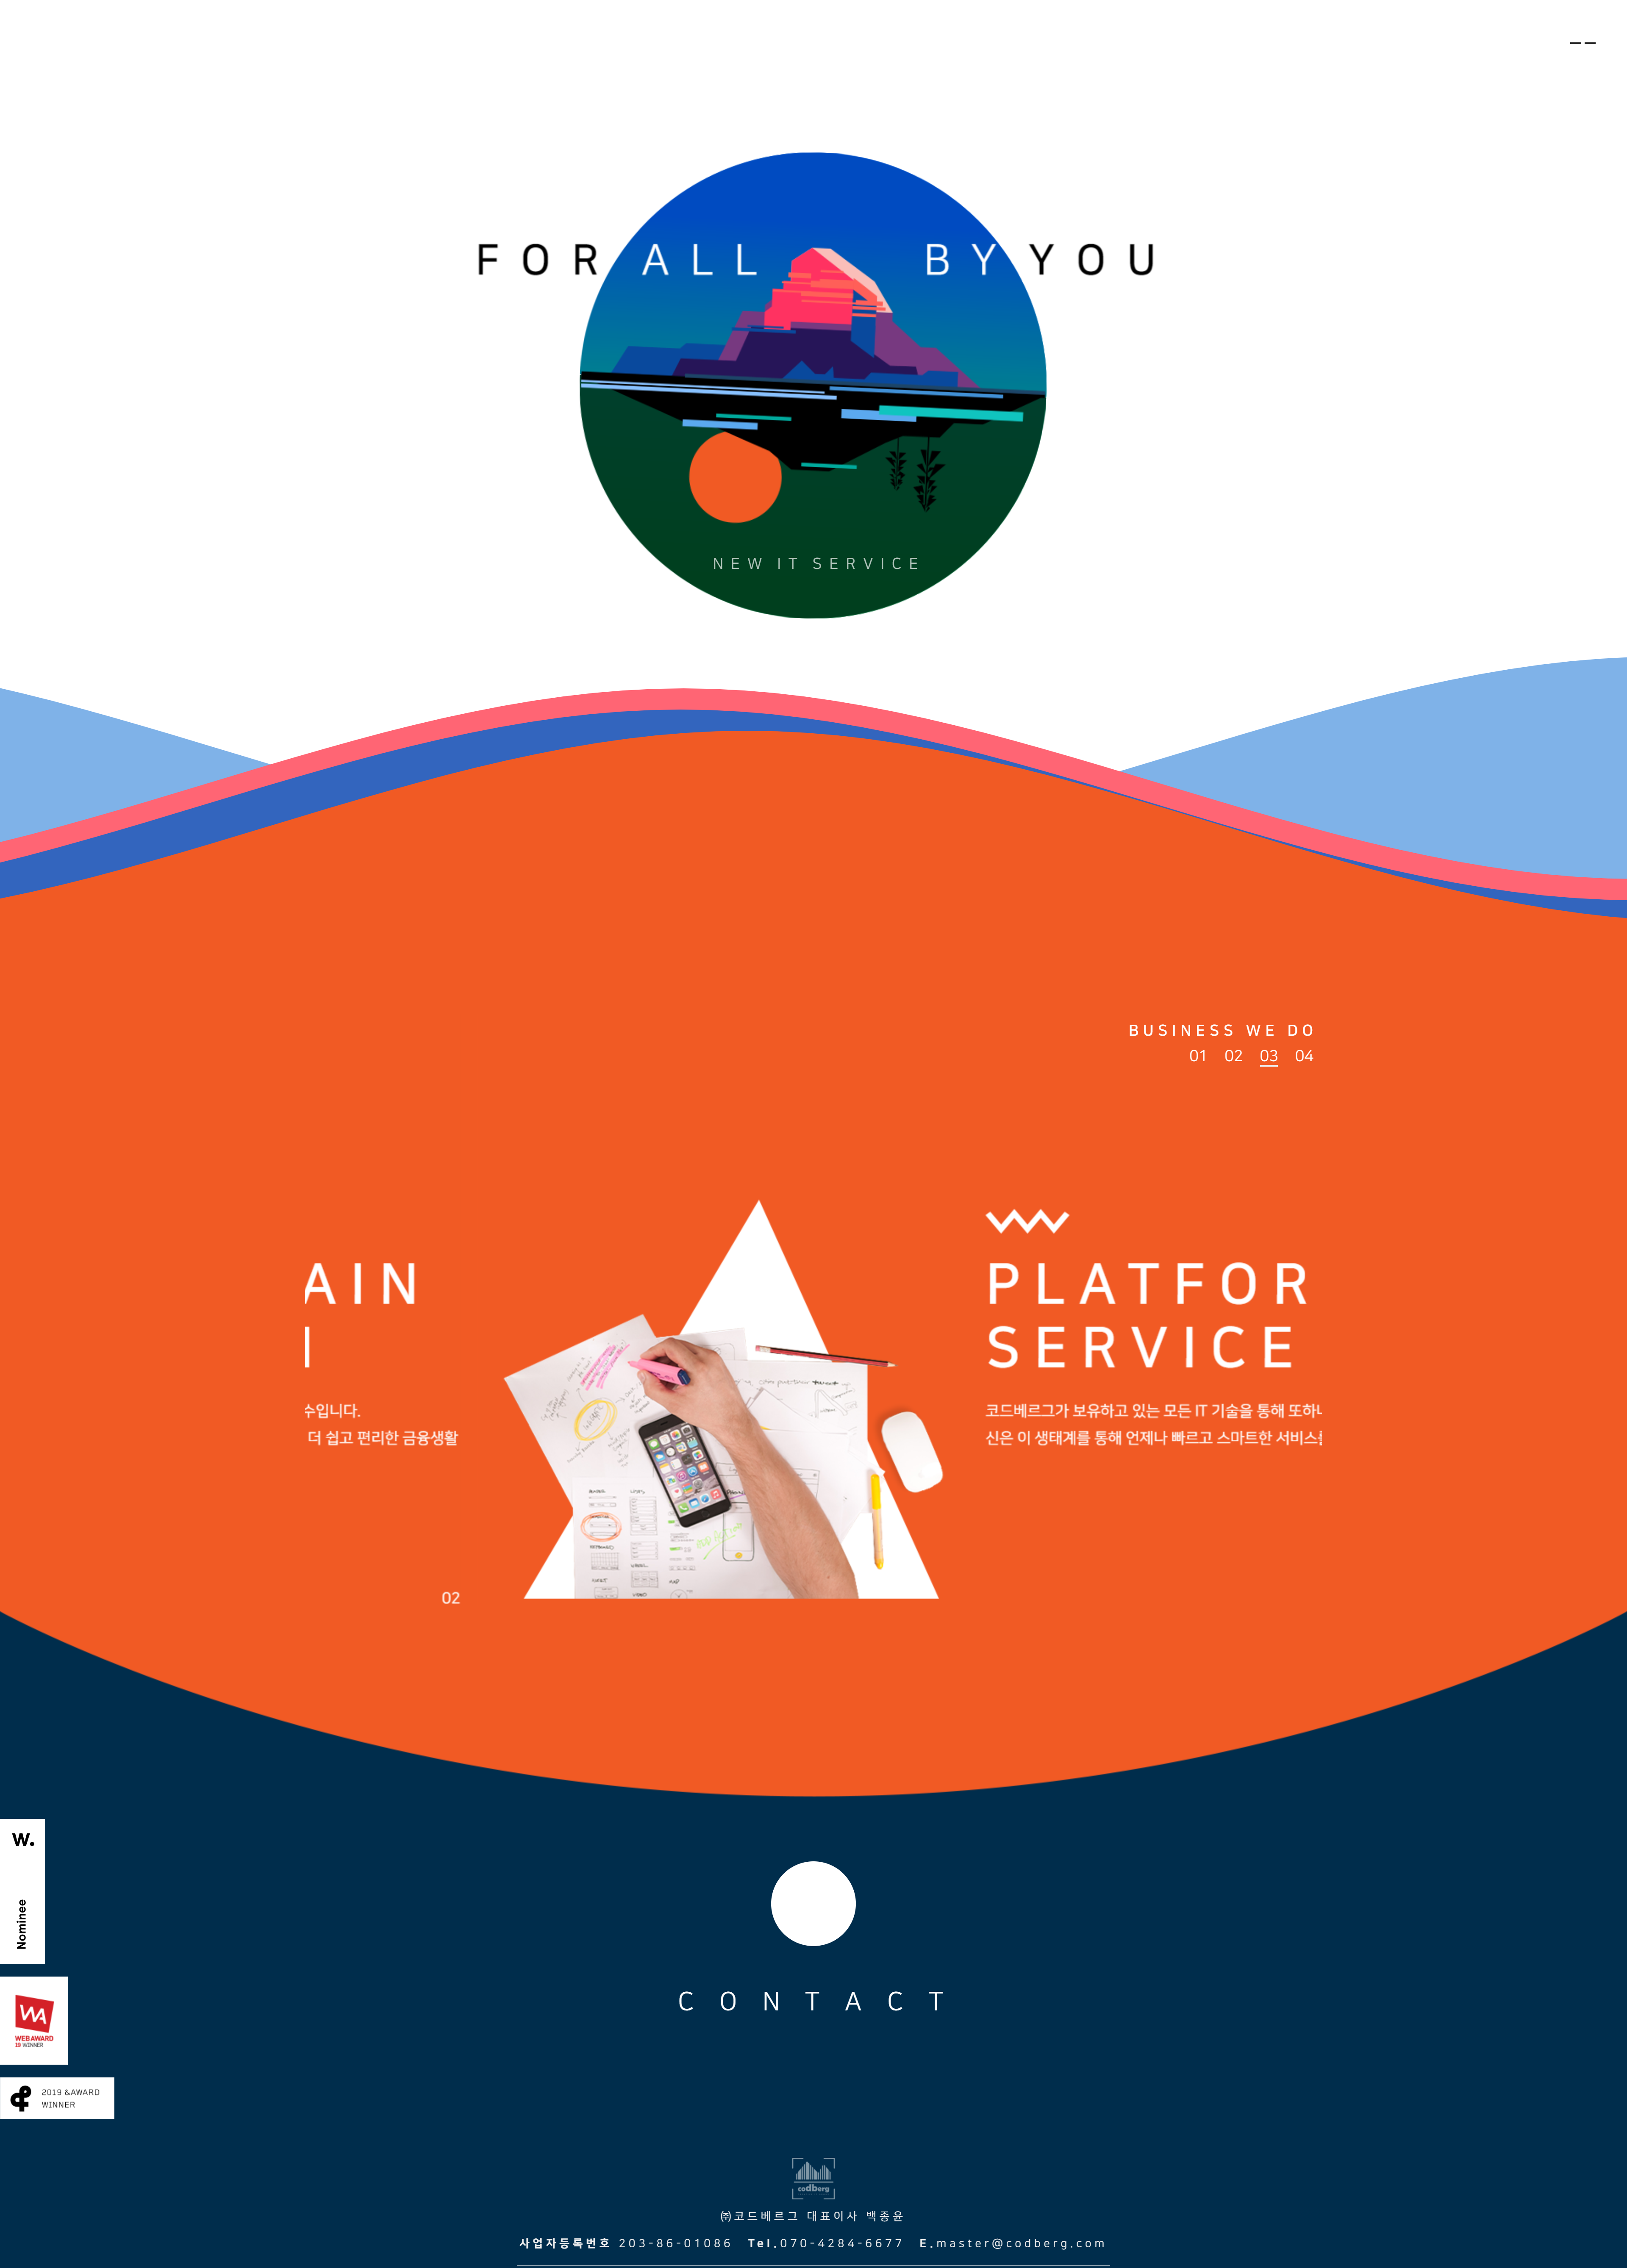 FOR ALL BY YOU
NEW IT SERVICE
BUSINESS WE DO
01 02 03 04
AIN
PLATFOR
SERVICE
수입니다.
더 쉽고 편리한 금융생활
코드베르그가 보유하고 있는 모든 IT 기술을 통해 또하나
신은 이 생태계를 통해 언제나 빠르고 스마트한 서비스를
02
W.
Nominee
CONTACT
WA
WEB AWARD
19 WINNER
2019 &AWARD
WINNER
codberg
㈜코드베르그 대표이사 백종윤
사업자등록번호 203-86-01086 Tel.070-4284-6677 E.master@codberg.com